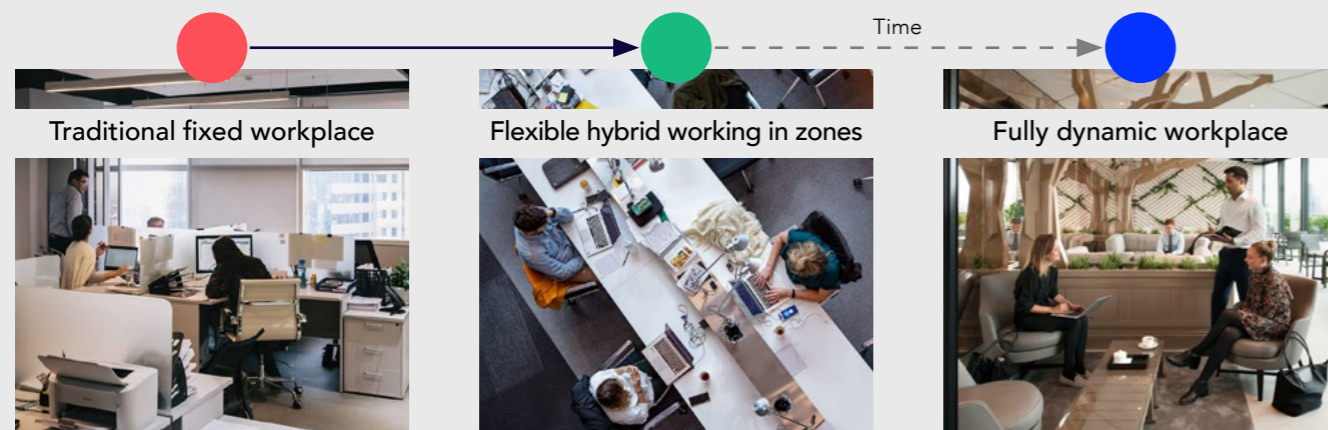 Time
Traditional fixed workplace
Flexible hybrid working in zones
Fully dynamic workplace